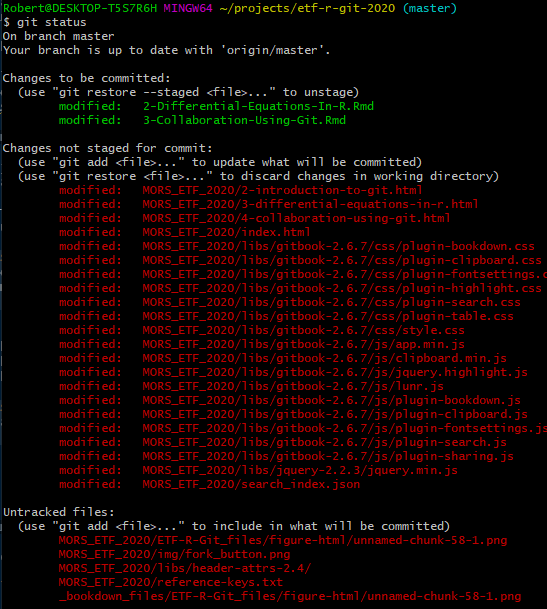 Robert@DESKTOP-T5S7R6H MINGW64 ~/projects/etf-r-git-2020 (master)
$ git status
On branch master
Your branch is up to date with 'origin/master'.

Changes to be committed:
  (use "git restore --staged <file>..." to unstage)
        modified:   2-Differential-Equations-In-R.Rmd
        modified:   3-Collaboration-Using-Git.Rmd

Changes not staged for commit:
  (use "git add <file>..." to update what will be committed)
  (use "git restore <file>..." to discard changes in working directory)
        modified:   MORS_ETF_2020/2-introduction-to-git.html
        modified:   MORS_ETF_2020/3-differential-equations-in-r.html
        modified:   MORS_ETF_2020/4-collaboration-using-git.html
        modified:   MORS_ETF_2020/index.html
        modified:   MORS_ETF_2020/libs/gitbook-2.6.7/css/plugin-bookdown.css
        modified:   MORS_ETF_2020/libs/gitbook-2.6.7/css/plugin-clipboard.css
        modified:   MORS_ETF_2020/libs/gitbook-2.6.7/css/plugin-fontsettings.c
        modified:   MORS_ETF_2020/libs/gitbook-2.6.7/css/plugin-highlight.css
        modified:   MORS_ETF_2020/libs/gitbook-2.6.7/css/plugin-search.css
        modified:   MORS_ETF_2020/libs/gitbook-2.6.7/css/plugin-table.css
        modified:   MORS_ETF_2020/libs/gitbook-2.6.7/css/style.css
        modified:   MORS_ETF_2020/libs/gitbook-2.6.7/js/app.min.js
        modified:   MORS_ETF_2020/libs/gitbook-2.6.7/js/clipboard.min.js
        modified:   MORS_ETF_2020/libs/gitbook-2.6.7/js/jquery.highlight.js
        modified:   MORS_ETF_2020/libs/gitbook-2.6.7/js/lunr.js
        modified:   MORS_ETF_2020/libs/gitbook-2.6.7/js/plugin-bookdown.js
        modified:   MORS_ETF_2020/libs/gitbook-2.6.7/js/plugin-clipboard.js
        modified:   MORS_ETF_2020/libs/gitbook-2.6.7/js/plugin-fontsettings.js
        modified:   MORS_ETF_2020/libs/gitbook-2.6.7/js/plugin-search.js
        modified:   MORS_ETF_2020/libs/gitbook-2.6.7/js/plugin-sharing.js
        modified:   MORS_ETF_2020/libs/jquery-2.2.3/jquery.min.js
        modified:   MORS_ETF_2020/search_index.json

Untracked files:
  (use "git add <file>..." to include in what will be committed)
        MORS_ETF_2020/ETF-R-Git_files/figure-html/unnamed-chunk-58-1.png
        MORS_ETF_2020/img/fork_button.png
        MORS_ETF_2020/libs/header-attrs-2.4/
        MORS_ETF_2020/reference-keys.txt
        _bookdown_files/ETF-R-Git_files/figure-html/unnamed-chunk-58-1.png